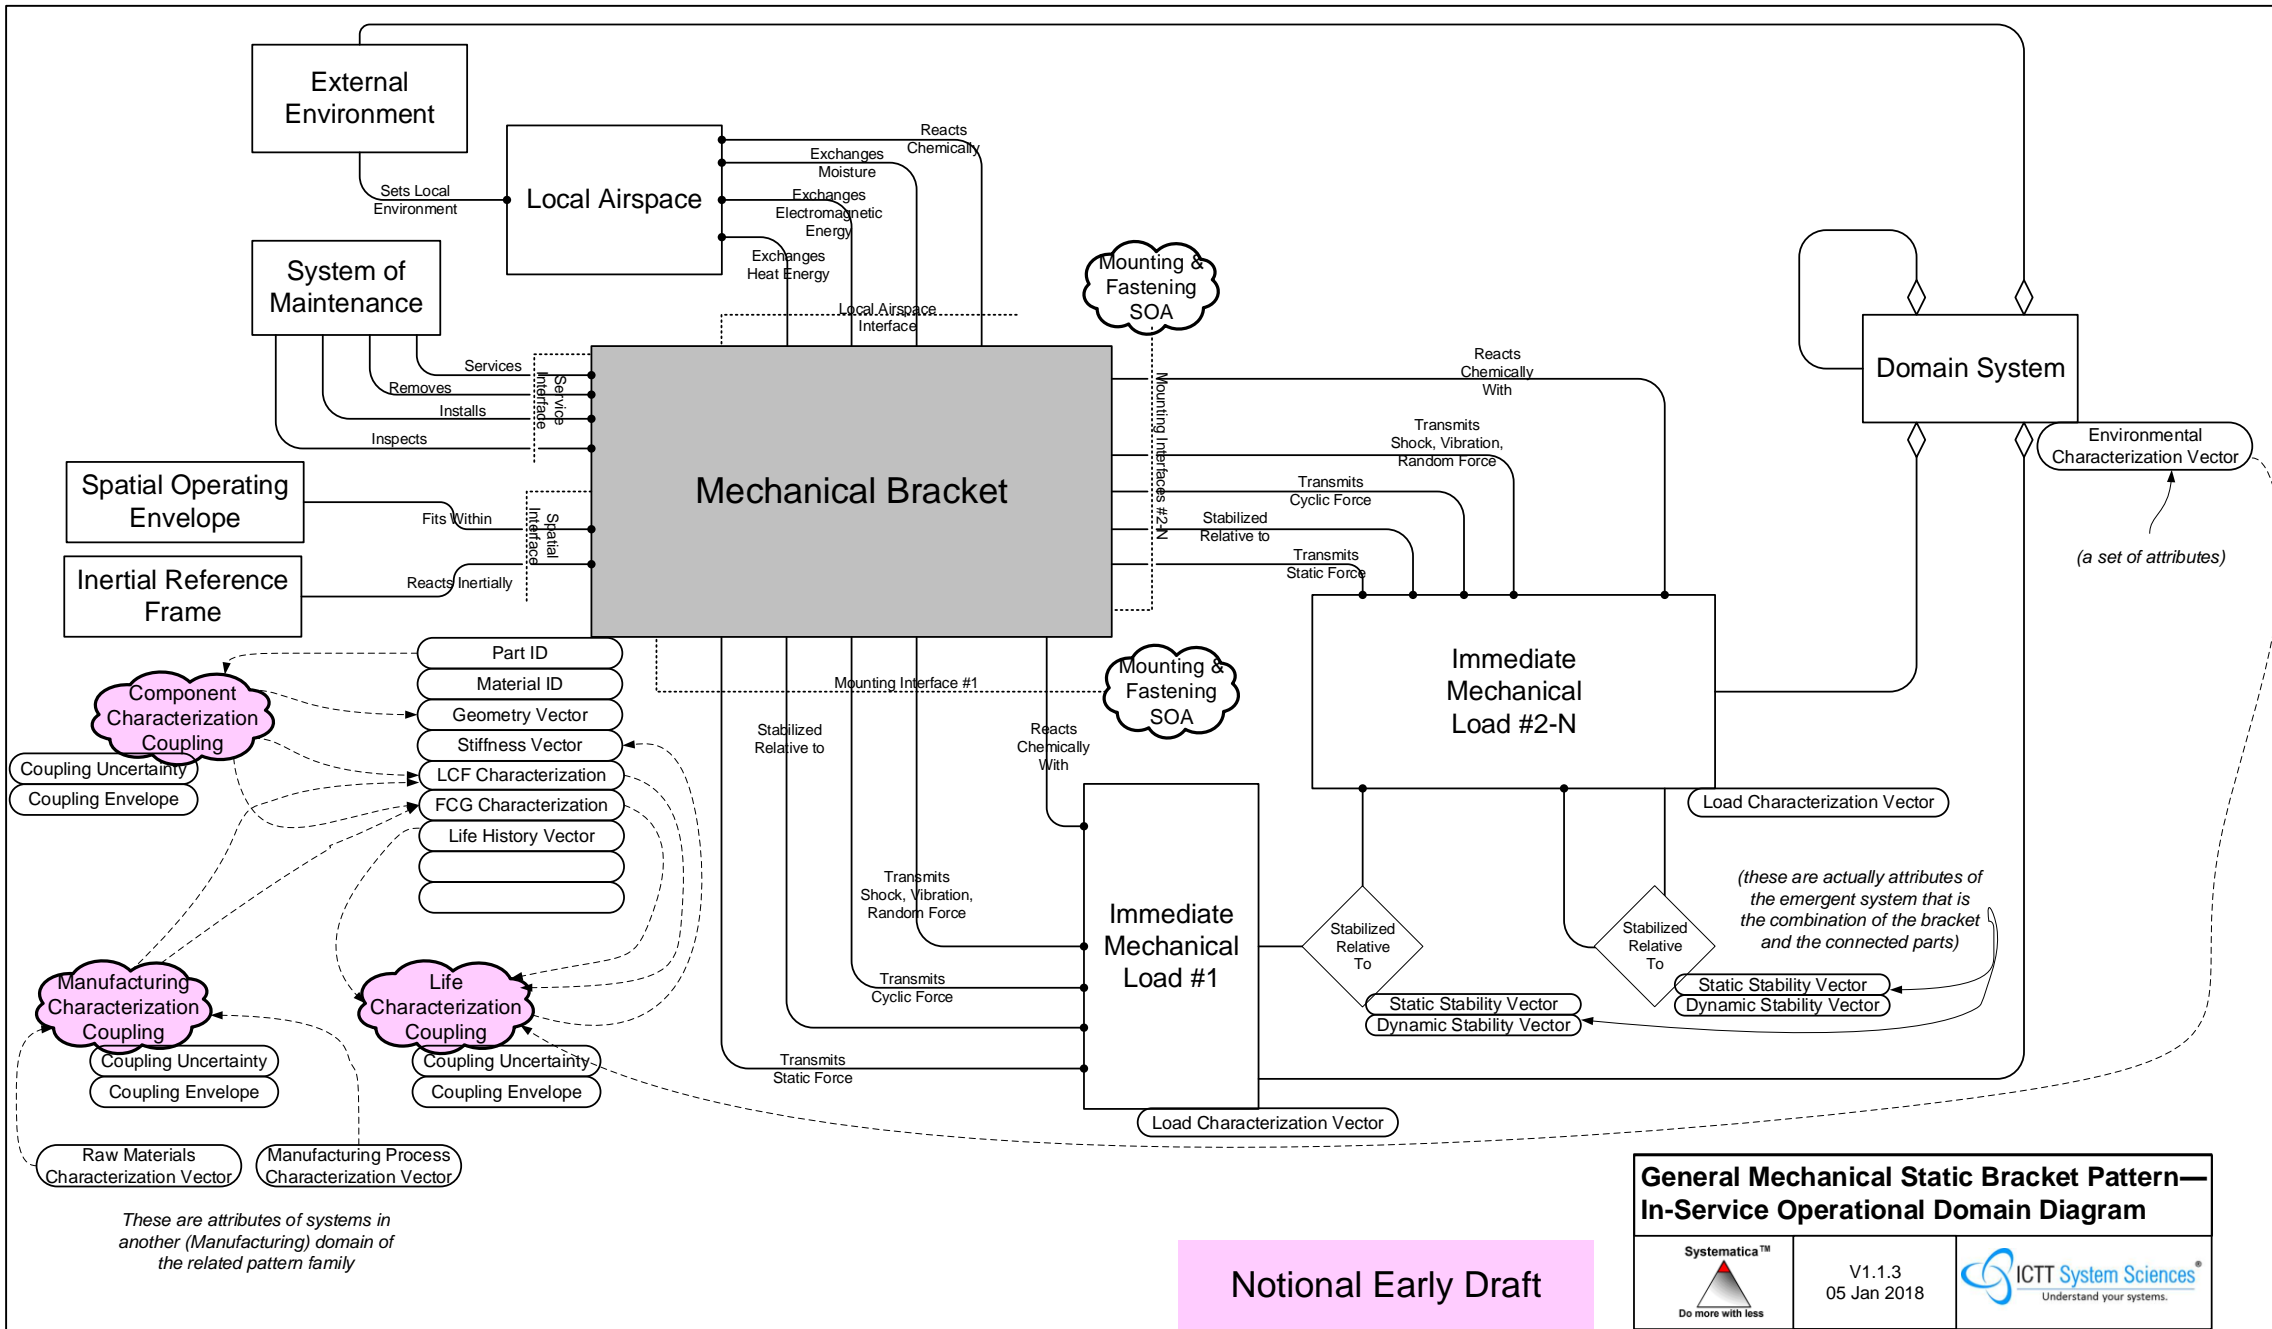 External
Environment
Sets Local
Environment
Local Airspace
Reacts
Chemically
Exchanges
Moisture
Exchanges
Electromagnetic
Energy
Exchanges
Heat Energy
System of
Maintenance
Services
Removes
Installs
Inspects
Service
Interface
Local Airspace
Interface
Mounting &
Fastening
SOA
Mounting Interfaces #2-N
Domain System
Environmental
Characterization Vector
(a set of attributes)
Spatial Operating
Envelope
Fits Within
Spatial
Interface
Inertial Reference
Frame
Reacts Inertially
Mechanical Bracket
Reacts
Chemically
With
Transmits
Shock, Vibration,
Random Force
Transmits
Cyclic Force
Stabilized
Relative to
Transmits
Static Force
Immediate
Mechanical
Load #2-N
Load Characterization Vector
Part ID
Material ID
Geometry Vector
Stiffness Vector
LCF Characterization
FCG Characterization
Life History Vector
Component
Characterization
Coupling
Coupling Uncertainty
Coupling Envelope
Mounting Interface #1
Mounting &
Fastening
SOA
Stabilized
Relative to
Reacts
Chemically
With
Transmits
Shock, Vibration,
Random Force
Transmits
Cyclic Force
Transmits
Static Force
Immediate
Mechanical
Load #1
Load Characterization Vector
Stabilized
Relative
To
Static Stability Vector
Dynamic Stability Vector
Stabilized
Relative
To
Static Stability Vector
Dynamic Stability Vector
(these are actually attributes of
the emergent system that is
the combination of the bracket
and the connected parts)
Manufacturing
Characterization
Coupling
Coupling Uncertainty
Coupling Envelope
Life
Characterization
Coupling
Coupling Uncertainty
Coupling Envelope
Raw Materials
Characterization Vector
Manufacturing Process
Characterization Vector
These are attributes of systems in
another (Manufacturing) domain of
the related pattern family
Notional Early Draft
General Mechanical Static Bracket Pattern—
In-Service Operational Domain Diagram
Systematica™
Do more with less
V1.1.3
05 Jan 2018
ICTT System Sciences®
Understand your systems.